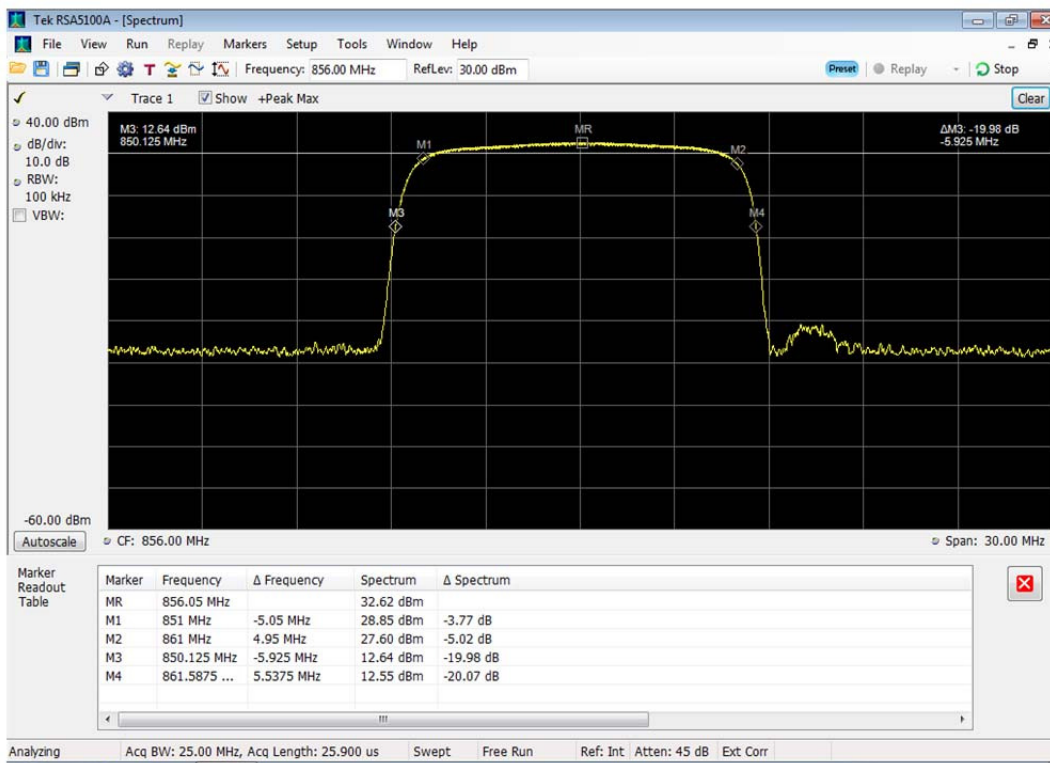 Tek RSA5100A - [Spectrum]
File View Run Replay Markers Setup Tools Window Help
Frequency: 856.00 MHz RefLev: 30.00 dBm Preset Replay Stop
Trace 1 Show +Peak Max Clear
40.00 dBm
dB/div:
10.0 dB
RBW:
100 kHz
VBW:
M3: 12.64 dBm
850.125 MHz
ΔM3: -19.98 dB
-5.925 MHz
MR
M1
M2
M3
M4
-60.00 dBm
Autoscale CF: 856.00 MHz Span: 30.00 MHz
Marker
Readout
Table
Marker Frequency Δ Frequency Spectrum Δ Spectrum
MR 856.05 MHz 32.62 dBm
M1 851 MHz -5.05 MHz 28.85 dBm -3.77 dB
M2 861 MHz 4.95 MHz 27.60 dBm -5.02 dB
M3 850.125 MHz -5.925 MHz 12.64 dBm -19.98 dB
M4 861.5875 ... 5.5375 MHz 12.55 dBm -20.07 dB
Analyzing Acq BW: 25.00 MHz, Acq Length: 25.900 us Swept Free Run Ref: Int Atten: 45 dB Ext Corr